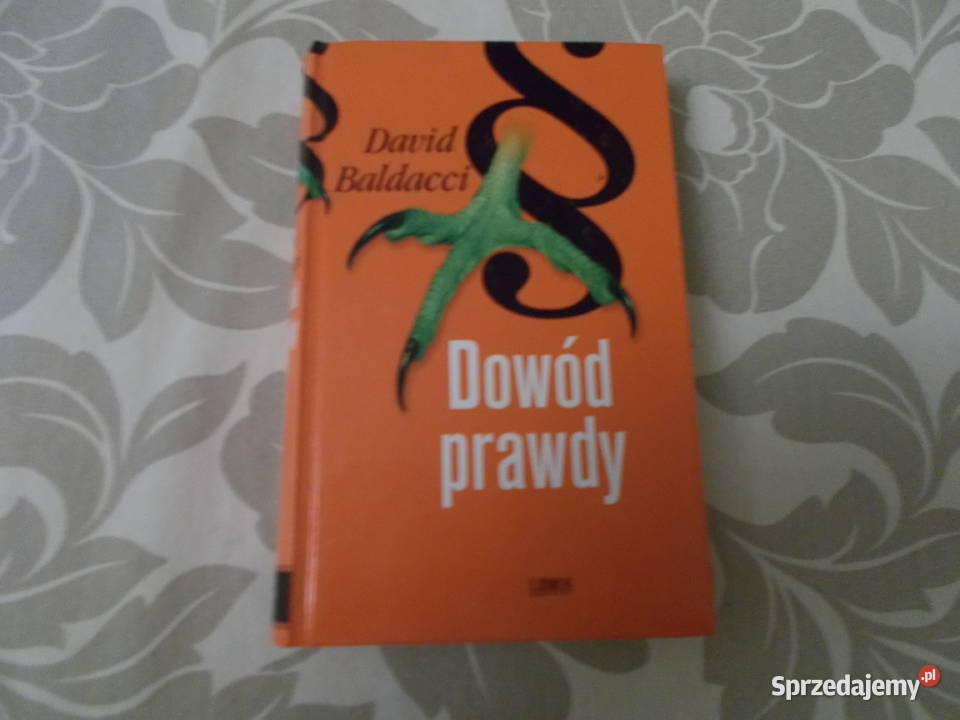 David
Baldacci
§
Dowód
prawdy
Sprzedajemy.pl